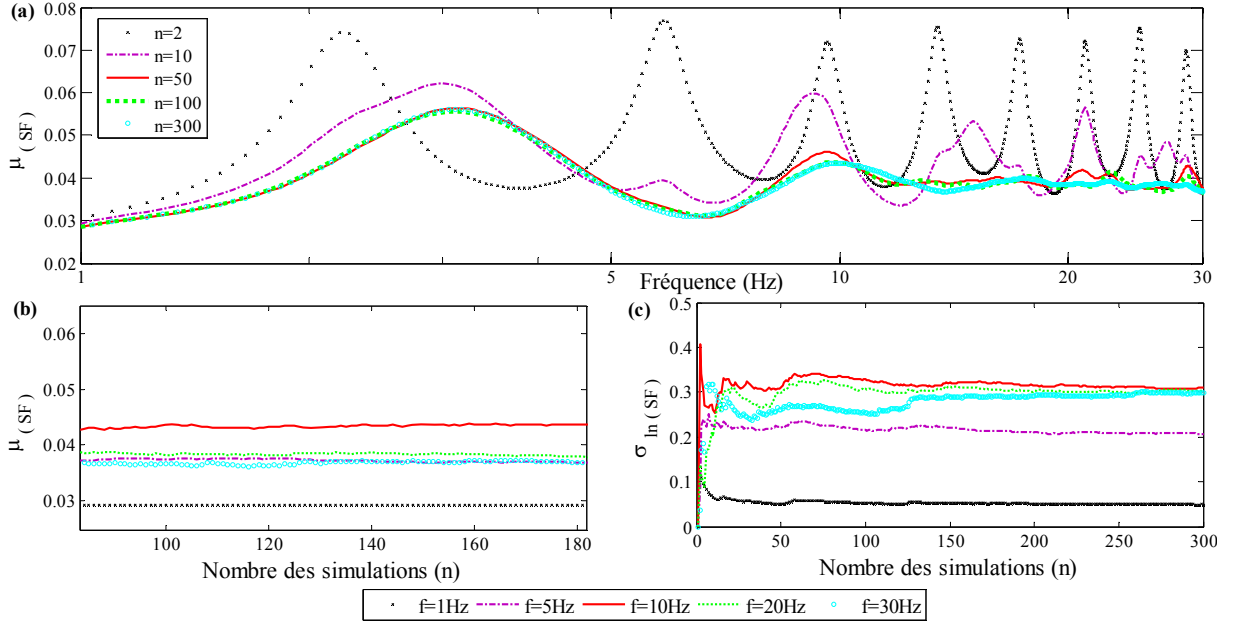 (a)
0.08
0.07
0.06
0.05
0.04
0.03
0.02
μ ( SF )
n=2
n=10
n=50
n=100
n=300
1
5
10
20
30
Fréquence (Hz)
(b)
0.06
0.05
0.04
0.03
μ ( SF )
100
120
140
160
180
Nombre des simulations (n)
(c)
0.5
0.4
0.3
0.2
0.1
0
σ ln ( SF )
0
50
100
150
200
250
300
Nombre des simulations (n)
f=1Hz f=5Hz f=10Hz f=20Hz f=30Hz